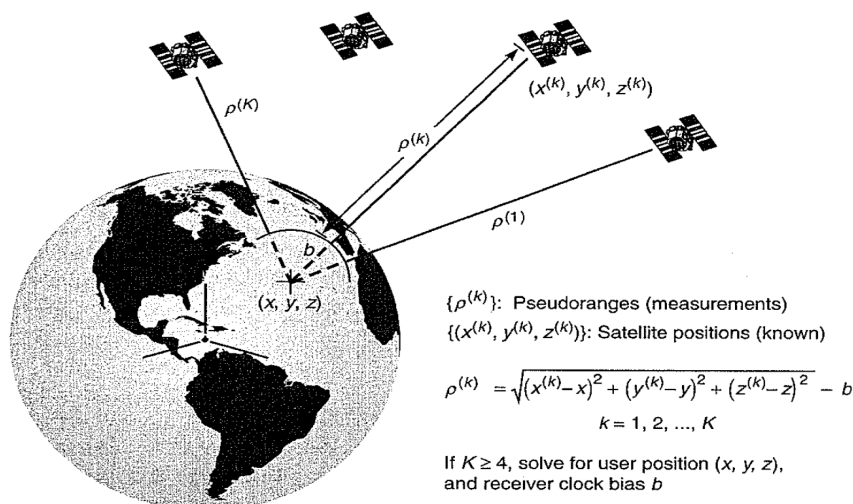 ρ^(K)
ρ^(k)
(x^(k), y^(k), z^(k))
ρ^(1)
b
(x, y, z)
{ρ^(k)}: Pseudoranges (measurements)
{(x^(k), y^(k), z^(k))}: Satellite positions (known)
ρ^(k) = √((x^(k)−x)² + (y^(k)−y)² + (z^(k)−z)²) − b
k = 1, 2, ..., K
If K ≥ 4, solve for user position (x, y, z),
and receiver clock bias b